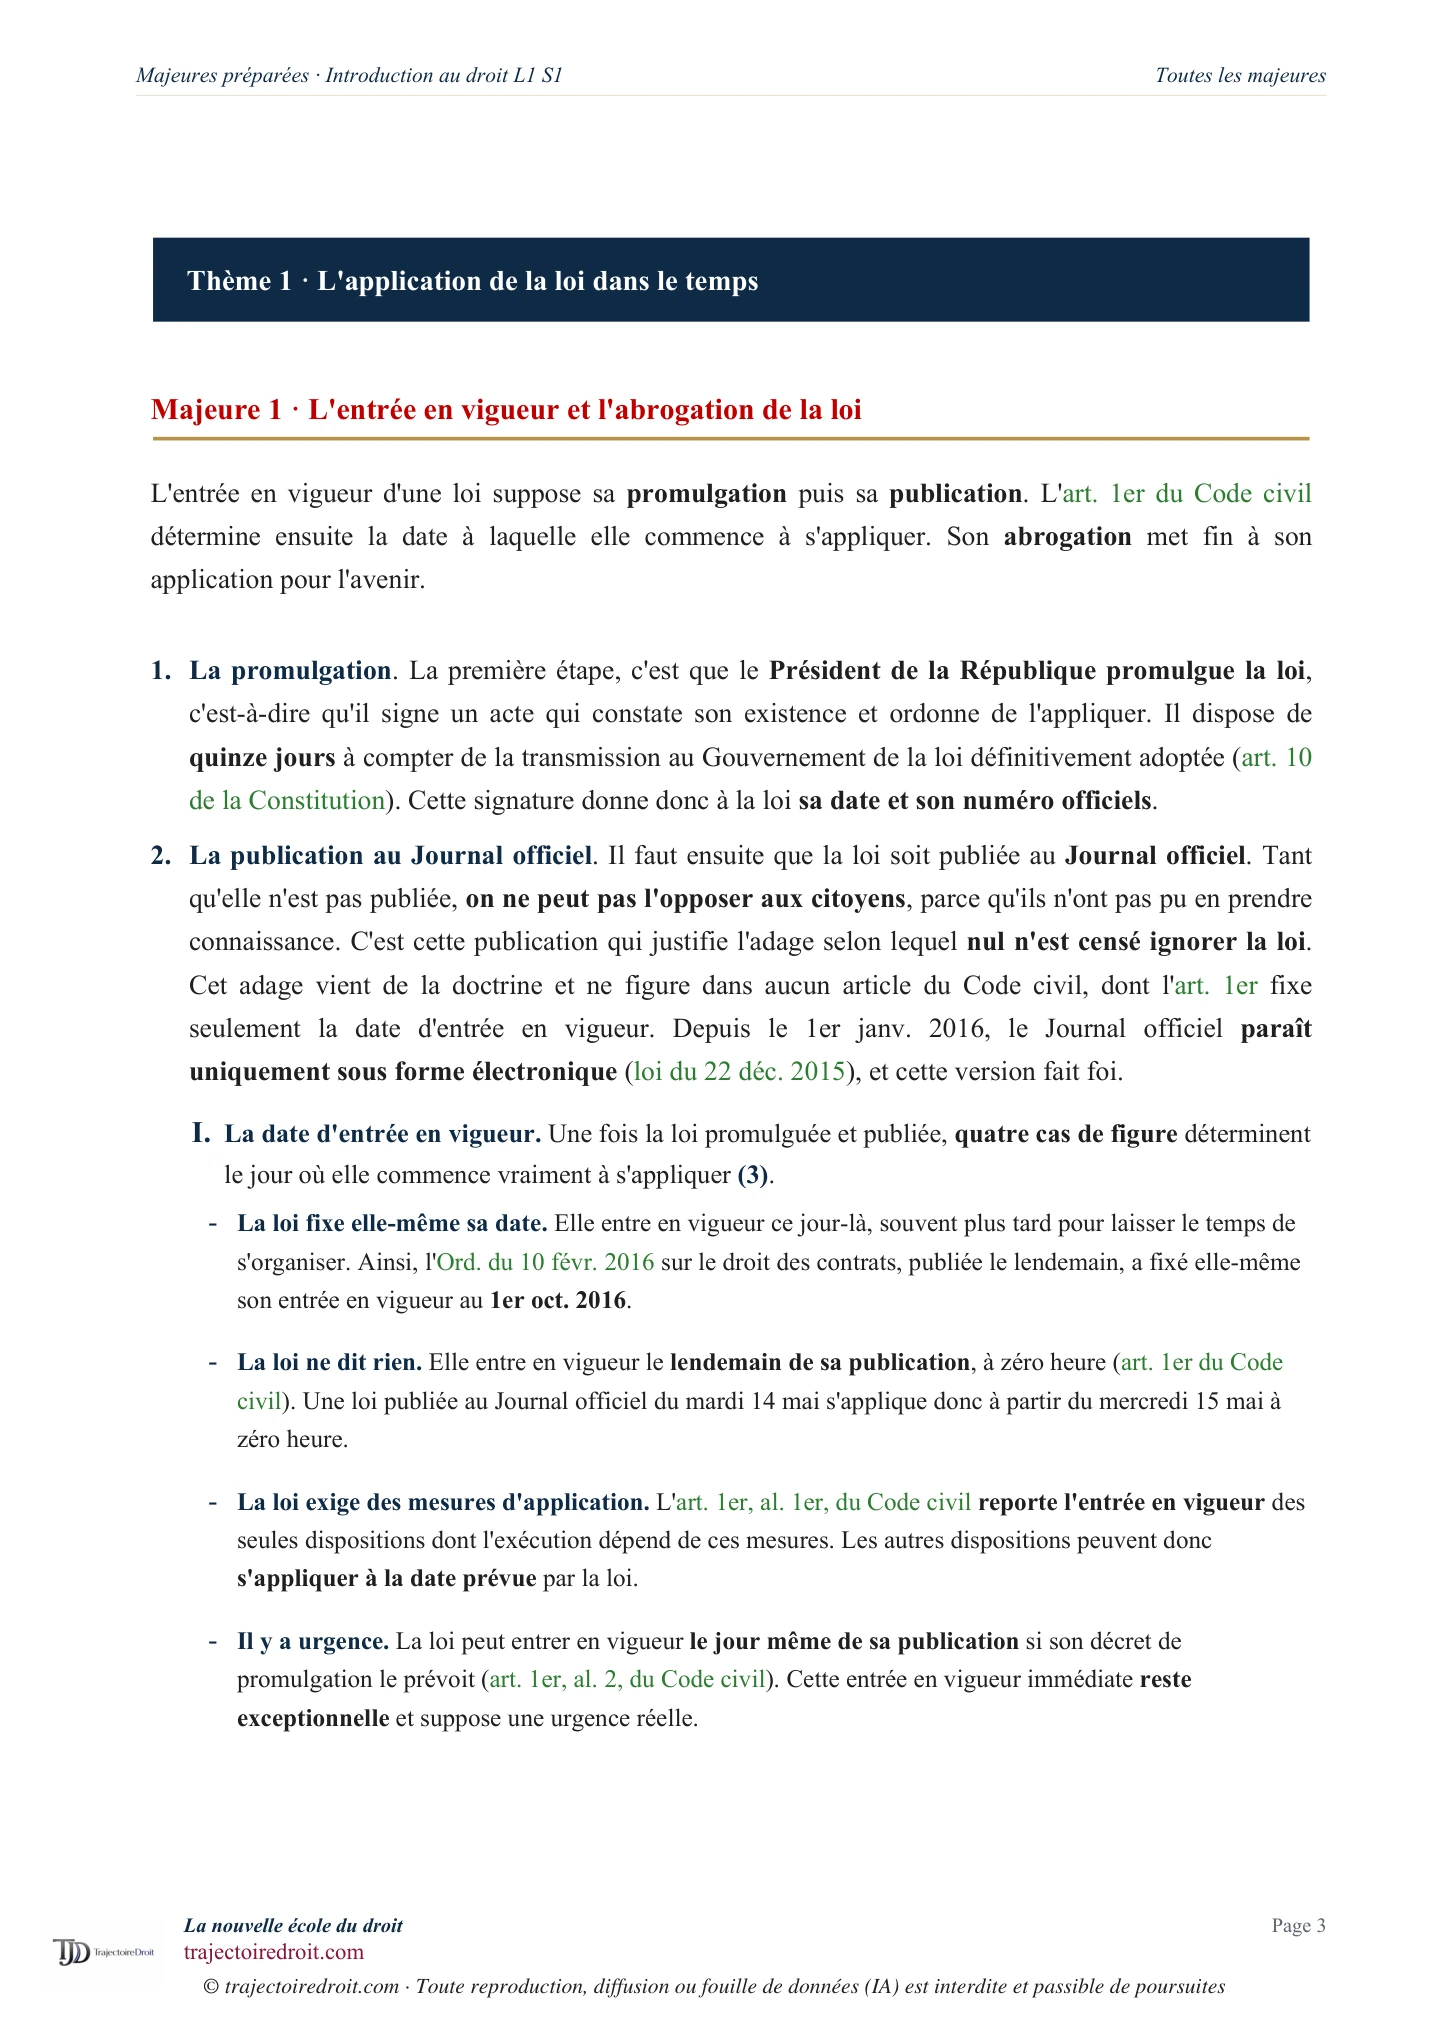 Majeures préparées · Introduction au droit L1 S1
Toutes les majeures
Thème 1 · L'application de la loi dans le temps
Majeure 1 · L'entrée en vigueur et l'abrogation de la loi
L'entrée en vigueur d'une loi suppose sa promulgation puis sa publication. L'art. 1er du Code civil
détermine ensuite la date à laquelle elle commence à s'appliquer. Son abrogation met fin à son
application pour l'avenir.
1. La promulgation. La première étape, c'est que le Président de la République promulgue la loi,
c'est-à-dire qu'il signe un acte qui constate son existence et ordonne de l'appliquer. Il dispose de
quinze jours à compter de la transmission au Gouvernement de la loi définitivement adoptée (art. 10
de la Constitution). Cette signature donne donc à la loi sa date et son numéro officiels.
2. La publication au Journal officiel. Il faut ensuite que la loi soit publiée au Journal officiel. Tant
qu'elle n'est pas publiée, on ne peut pas l'opposer aux citoyens, parce qu'ils n'ont pas pu en prendre
connaissance. C'est cette publication qui justifie l'adage selon lequel nul n'est censé ignorer la loi.
Cet adage vient de la doctrine et ne figure dans aucun article du Code civil, dont l'art. 1er fixe
seulement la date d'entrée en vigueur. Depuis le 1er janv. 2016, le Journal officiel paraît
uniquement sous forme électronique (loi du 22 déc. 2015), et cette version fait foi.
I. La date d'entrée en vigueur. Une fois la loi promulguée et publiée, quatre cas de figure déterminent
le jour où elle commence vraiment à s'appliquer (3).
- La loi fixe elle-même sa date. Elle entre en vigueur ce jour-là, souvent plus tard pour laisser le temps de
s'organiser. Ainsi, l'Ord. du 10 févr. 2016 sur le droit des contrats, publiée le lendemain, a fixé elle-même
son entrée en vigueur au 1er oct. 2016.
- La loi ne dit rien. Elle entre en vigueur le lendemain de sa publication, à zéro heure (art. 1er du Code
civil). Une loi publiée au Journal officiel du mardi 14 mai s'applique donc à partir du mercredi 15 mai à
zéro heure.
- La loi exige des mesures d'application. L'art. 1er, al. 1er, du Code civil reporte l'entrée en vigueur des
seules dispositions dont l'exécution dépend de ces mesures. Les autres dispositions peuvent donc
s'appliquer à la date prévue par la loi.
- Il y a urgence. La loi peut entrer en vigueur le jour même de sa publication si son décret de
promulgation le prévoit (art. 1er, al. 2, du Code civil). Cette entrée en vigueur immédiate reste
exceptionnelle et suppose une urgence réelle.
La nouvelle école du droit
Page 3
TJD TrajectoireDroit
trajectoiredroit.com
© trajectoiredroit.com · Toute reproduction, diffusion ou fouille de données (IA) est interdite et passible de poursuites